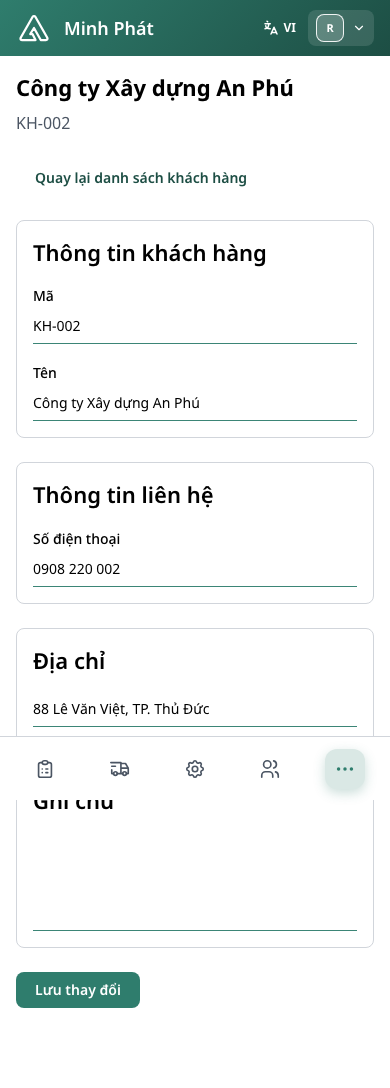 Minh Phát
VI
R
Công ty Xây dựng An Phú
KH-002
Quay lại danh sách khách hàng
Thông tin khách hàng
Mã
KH-002
Tên
Công ty Xây dựng An Phú
Thông tin liên hệ
Số điện thoại
0908 220 002
Địa chỉ
88 Lê Văn Việt, TP. Thủ Đức
Ghi chú
Lưu thay đổi